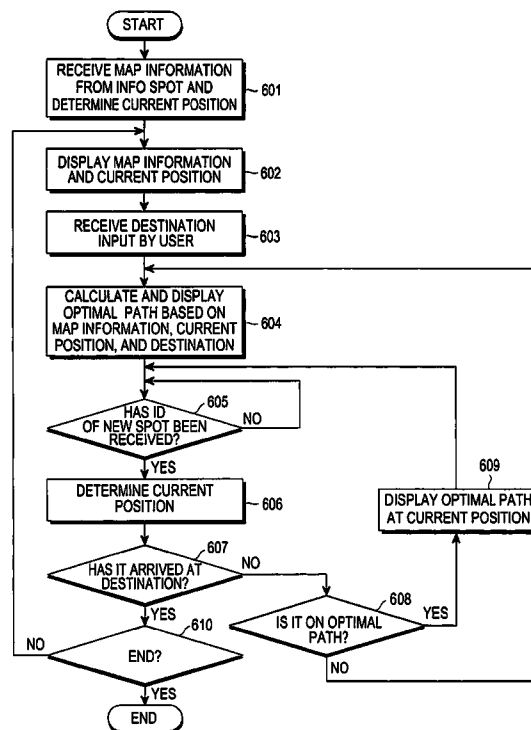 START
RECEIVE MAP INFORMATION
FROM INFO SPOT AND
DETERMINE CURRENT POSITION
601
DISPLAY MAP INFORMATION
AND CURRENT POSITION
602
RECEIVE DESTINATION
INPUT BY USER
603
CALCULATE AND DISPLAY
OPTIMAL PATH BASED ON
MAP INFORMATION, CURRENT
POSITION, AND DESTINATION
604
HAS ID
OF NEW SPOT BEEN
RECEIVED?
605
NO
YES
DETERMINE CURRENT
POSITION
606
609
DISPLAY OPTIMAL PATH
AT CURRENT POSITION
HAS IT ARRIVED AT
DESTINATION?
607
NO
YES
IS IT ON OPTIMAL
PATH?
608
YES
NO
END?
610
NO
YES
END